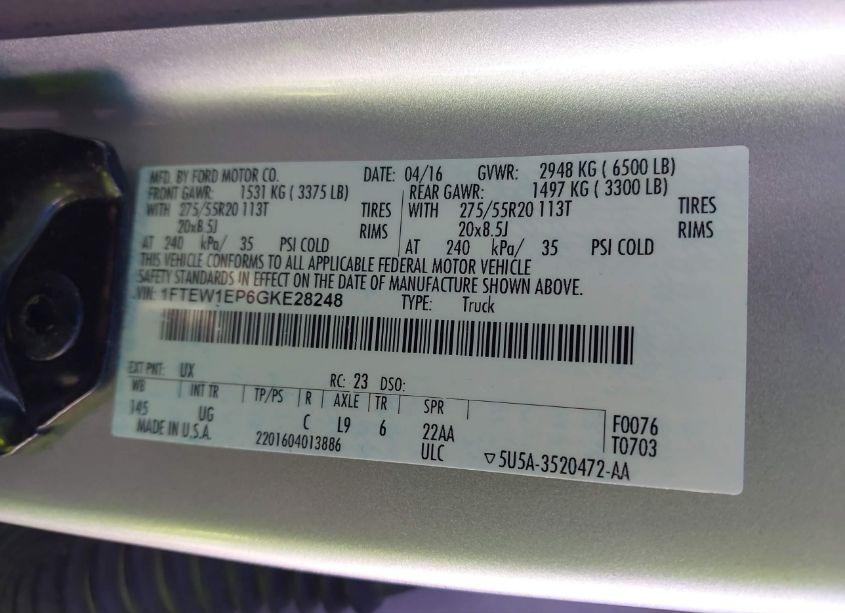 MFD. BY FORD MOTOR CO. DATE: 04/16 GVWR: 2948 KG ( 6500 LB)
FRONT GAWR: 1531 KG ( 3375 LB) REAR GAWR: 1497 KG ( 3300 LB)
WITH 275/55R20 113T TIRES WITH 275/55R20 113T TIRES
20x8.5J RIMS 20x8.5J RIMS
AT 240 kPa/ 35 PSI COLD AT 240 kPa/ 35 PSI COLD
THIS VEHICLE CONFORMS TO ALL APPLICABLE FEDERAL MOTOR VEHICLE
SAFETY STANDARDS IN EFFECT ON THE DATE OF MANUFACTURE SHOWN ABOVE.
VIN: 1FTEW1EP6GKE28248 TYPE: Truck
EXT PNT: UX RC: 23 DSO:
WB INT TR TP/PS R AXLE TR SPR
145 UG C L9 6 22AA F0076
MADE IN U.S.A. 2201604013886 ULC T0703
▽5U5A-3520472-AA